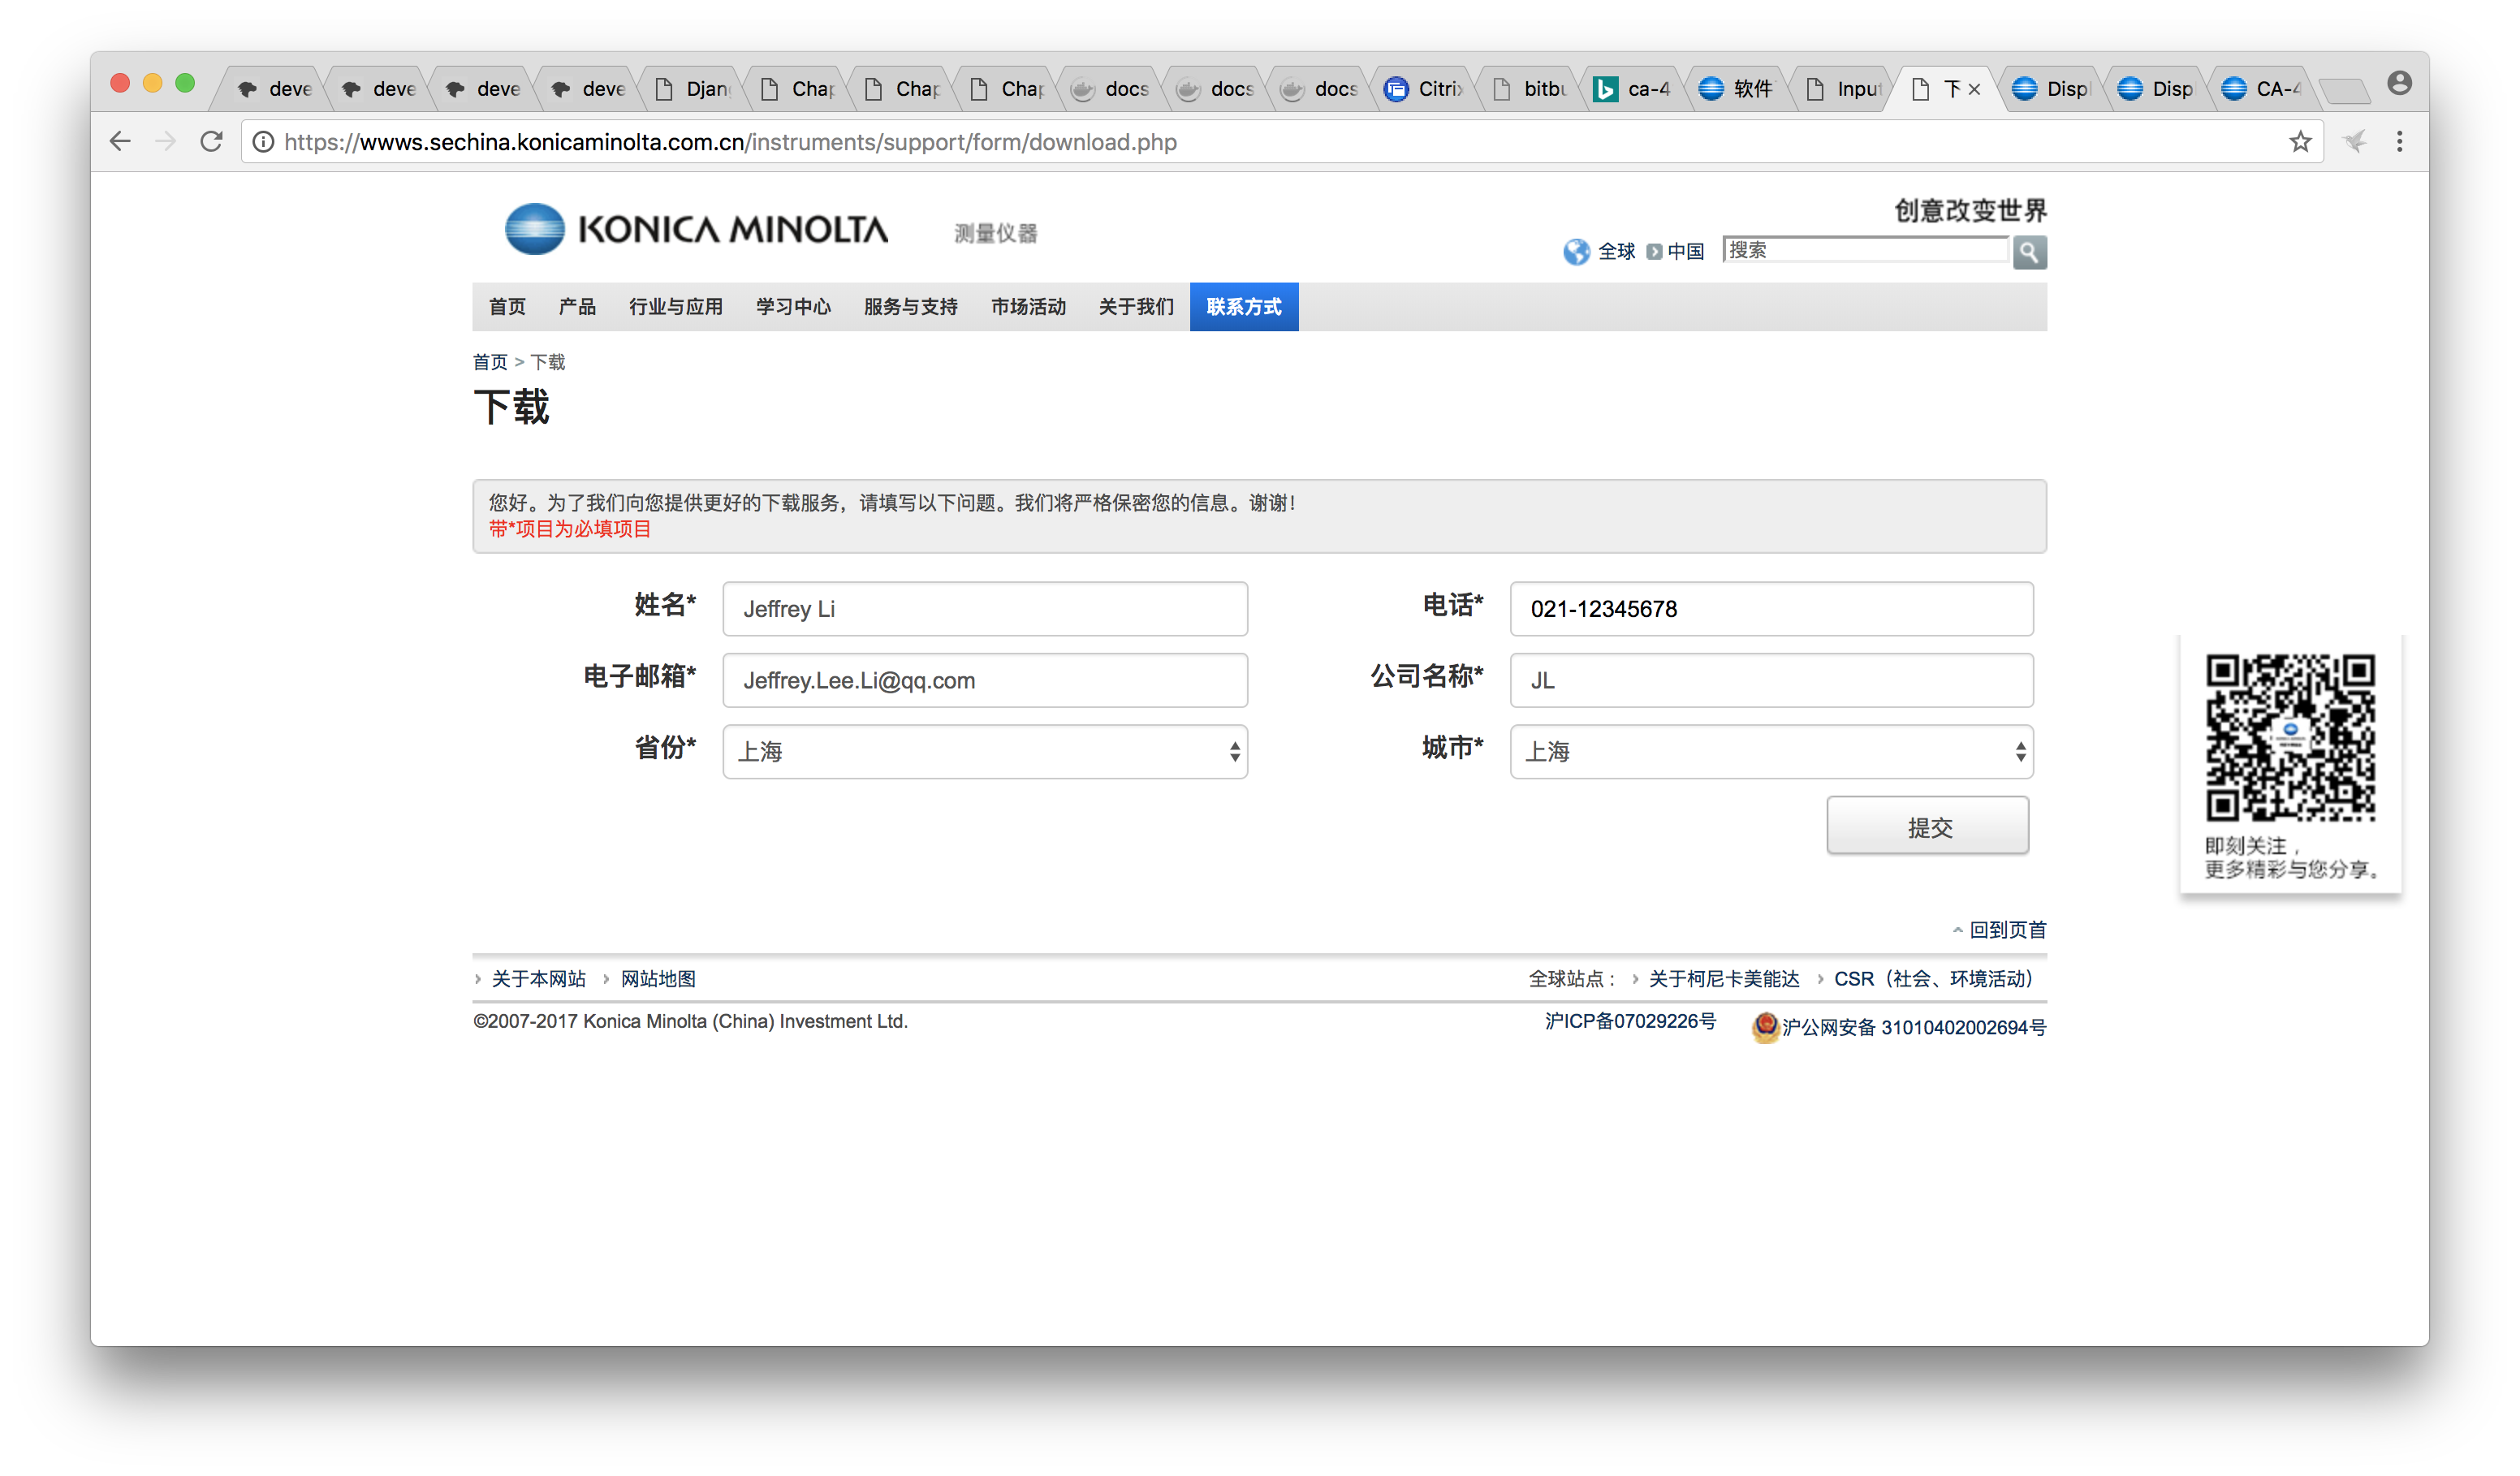 deve deve deve deve Djan Chap Chap Chap docs docs docs Citrix bitbu ca-4 软件 Input 下 Displ Disp CA-4
https://wwws.sechina.konicaminolta.com.cn/instruments/support/form/download.php
创意改变世界
KONICA MINOLTA 测量仪器
全球 中国 搜索
首页 产品 行业与应用 学习中心 服务与支持 市场活动 关于我们 联系方式
首页 > 下载
下载
您好。为了我们向您提供更好的下载服务，请填写以下问题。我们将严格保密您的信息。谢谢！
带*项目为必填项目
姓名* Jeffrey Li 电话* 021-12345678
电子邮箱* Jeffrey.Lee.Li@qq.com 公司名称* JL
省份* 上海 城市* 上海
提交
即刻关注，
更多精彩与您分享。
回到页首
关于本网站 网站地图 全球站点： 关于柯尼卡美能达 CSR（社会、环境活动）
©2007-2017 Konica Minolta (China) Investment Ltd. 沪ICP备07029226号 沪公网安备 31010402002694号